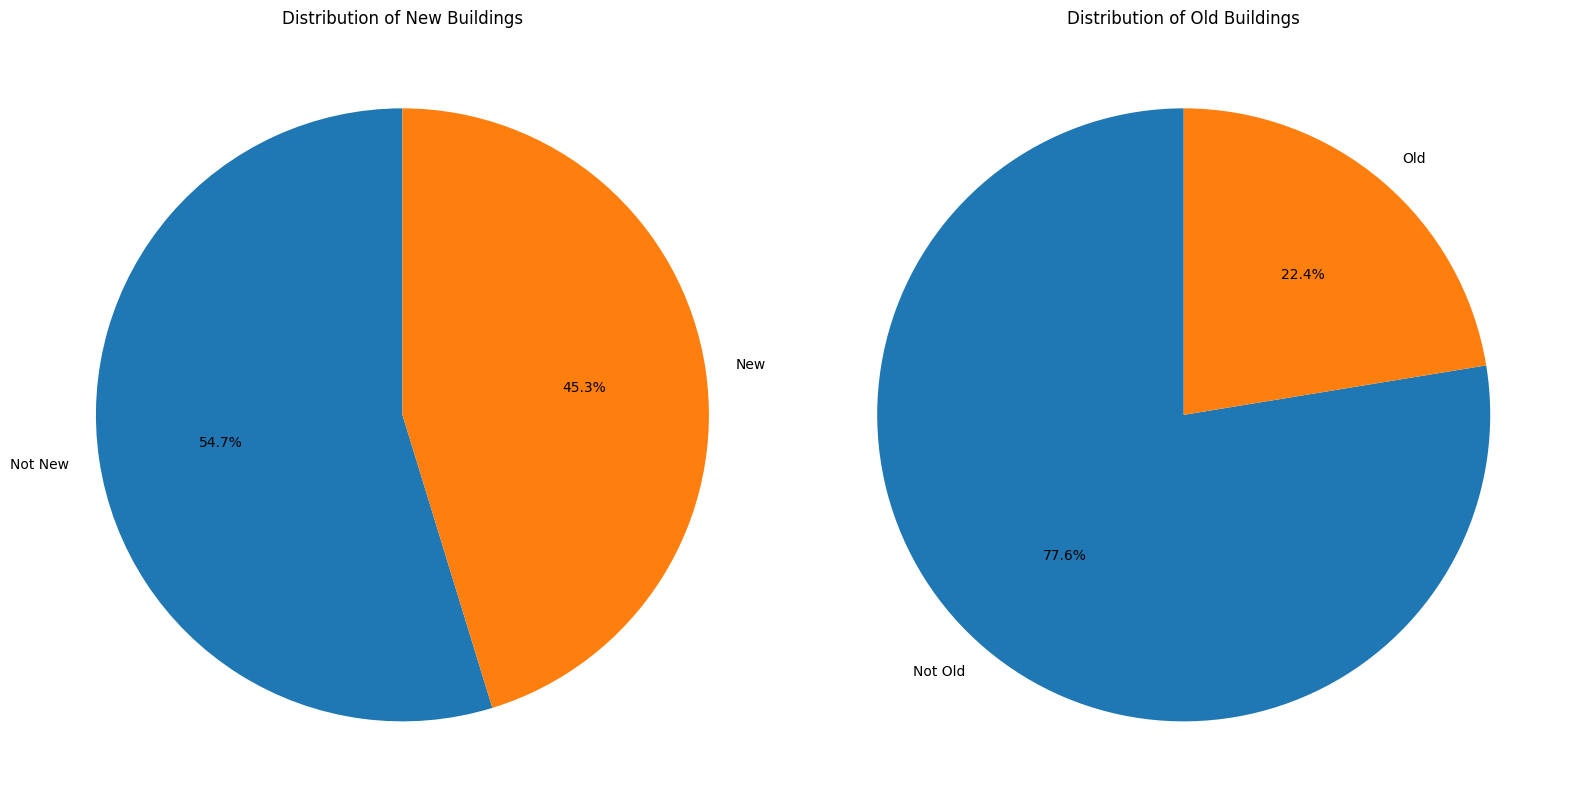 Distribution of New Buildings
New
45.3%
54.7%
Not New
Distribution of Old Buildings
Old
22.4%
77.6%
Not Old